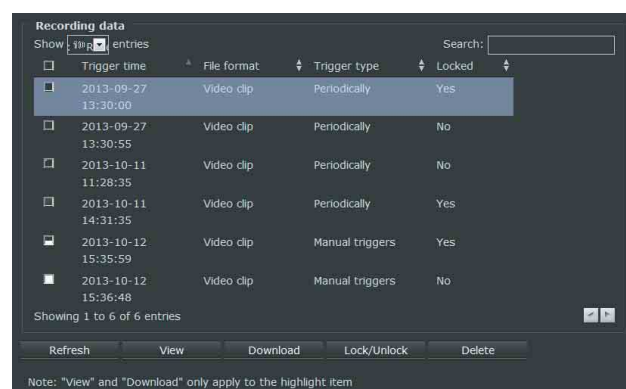 Recording data
Show entries Search:
Trigger time File format Trigger type Locked
2013-09-27 Video clip Periodically Yes
13:30:00
2013-09-27 Video clip Periodically No
13:30:55
2013-10-11 Video clip Periodically No
11:28:35
2013-10-11 Video clip Periodically Yes
14:31:35
2013-10-12 Video clip Manual triggers Yes
15:35:59
2013-10-12 Video clip Manual triggers No
15:36:48
Showing 1 to 6 of 6 entries
Refresh View Download Lock/Unlock Delete
Note: "View" and "Download" only apply to the highlight item